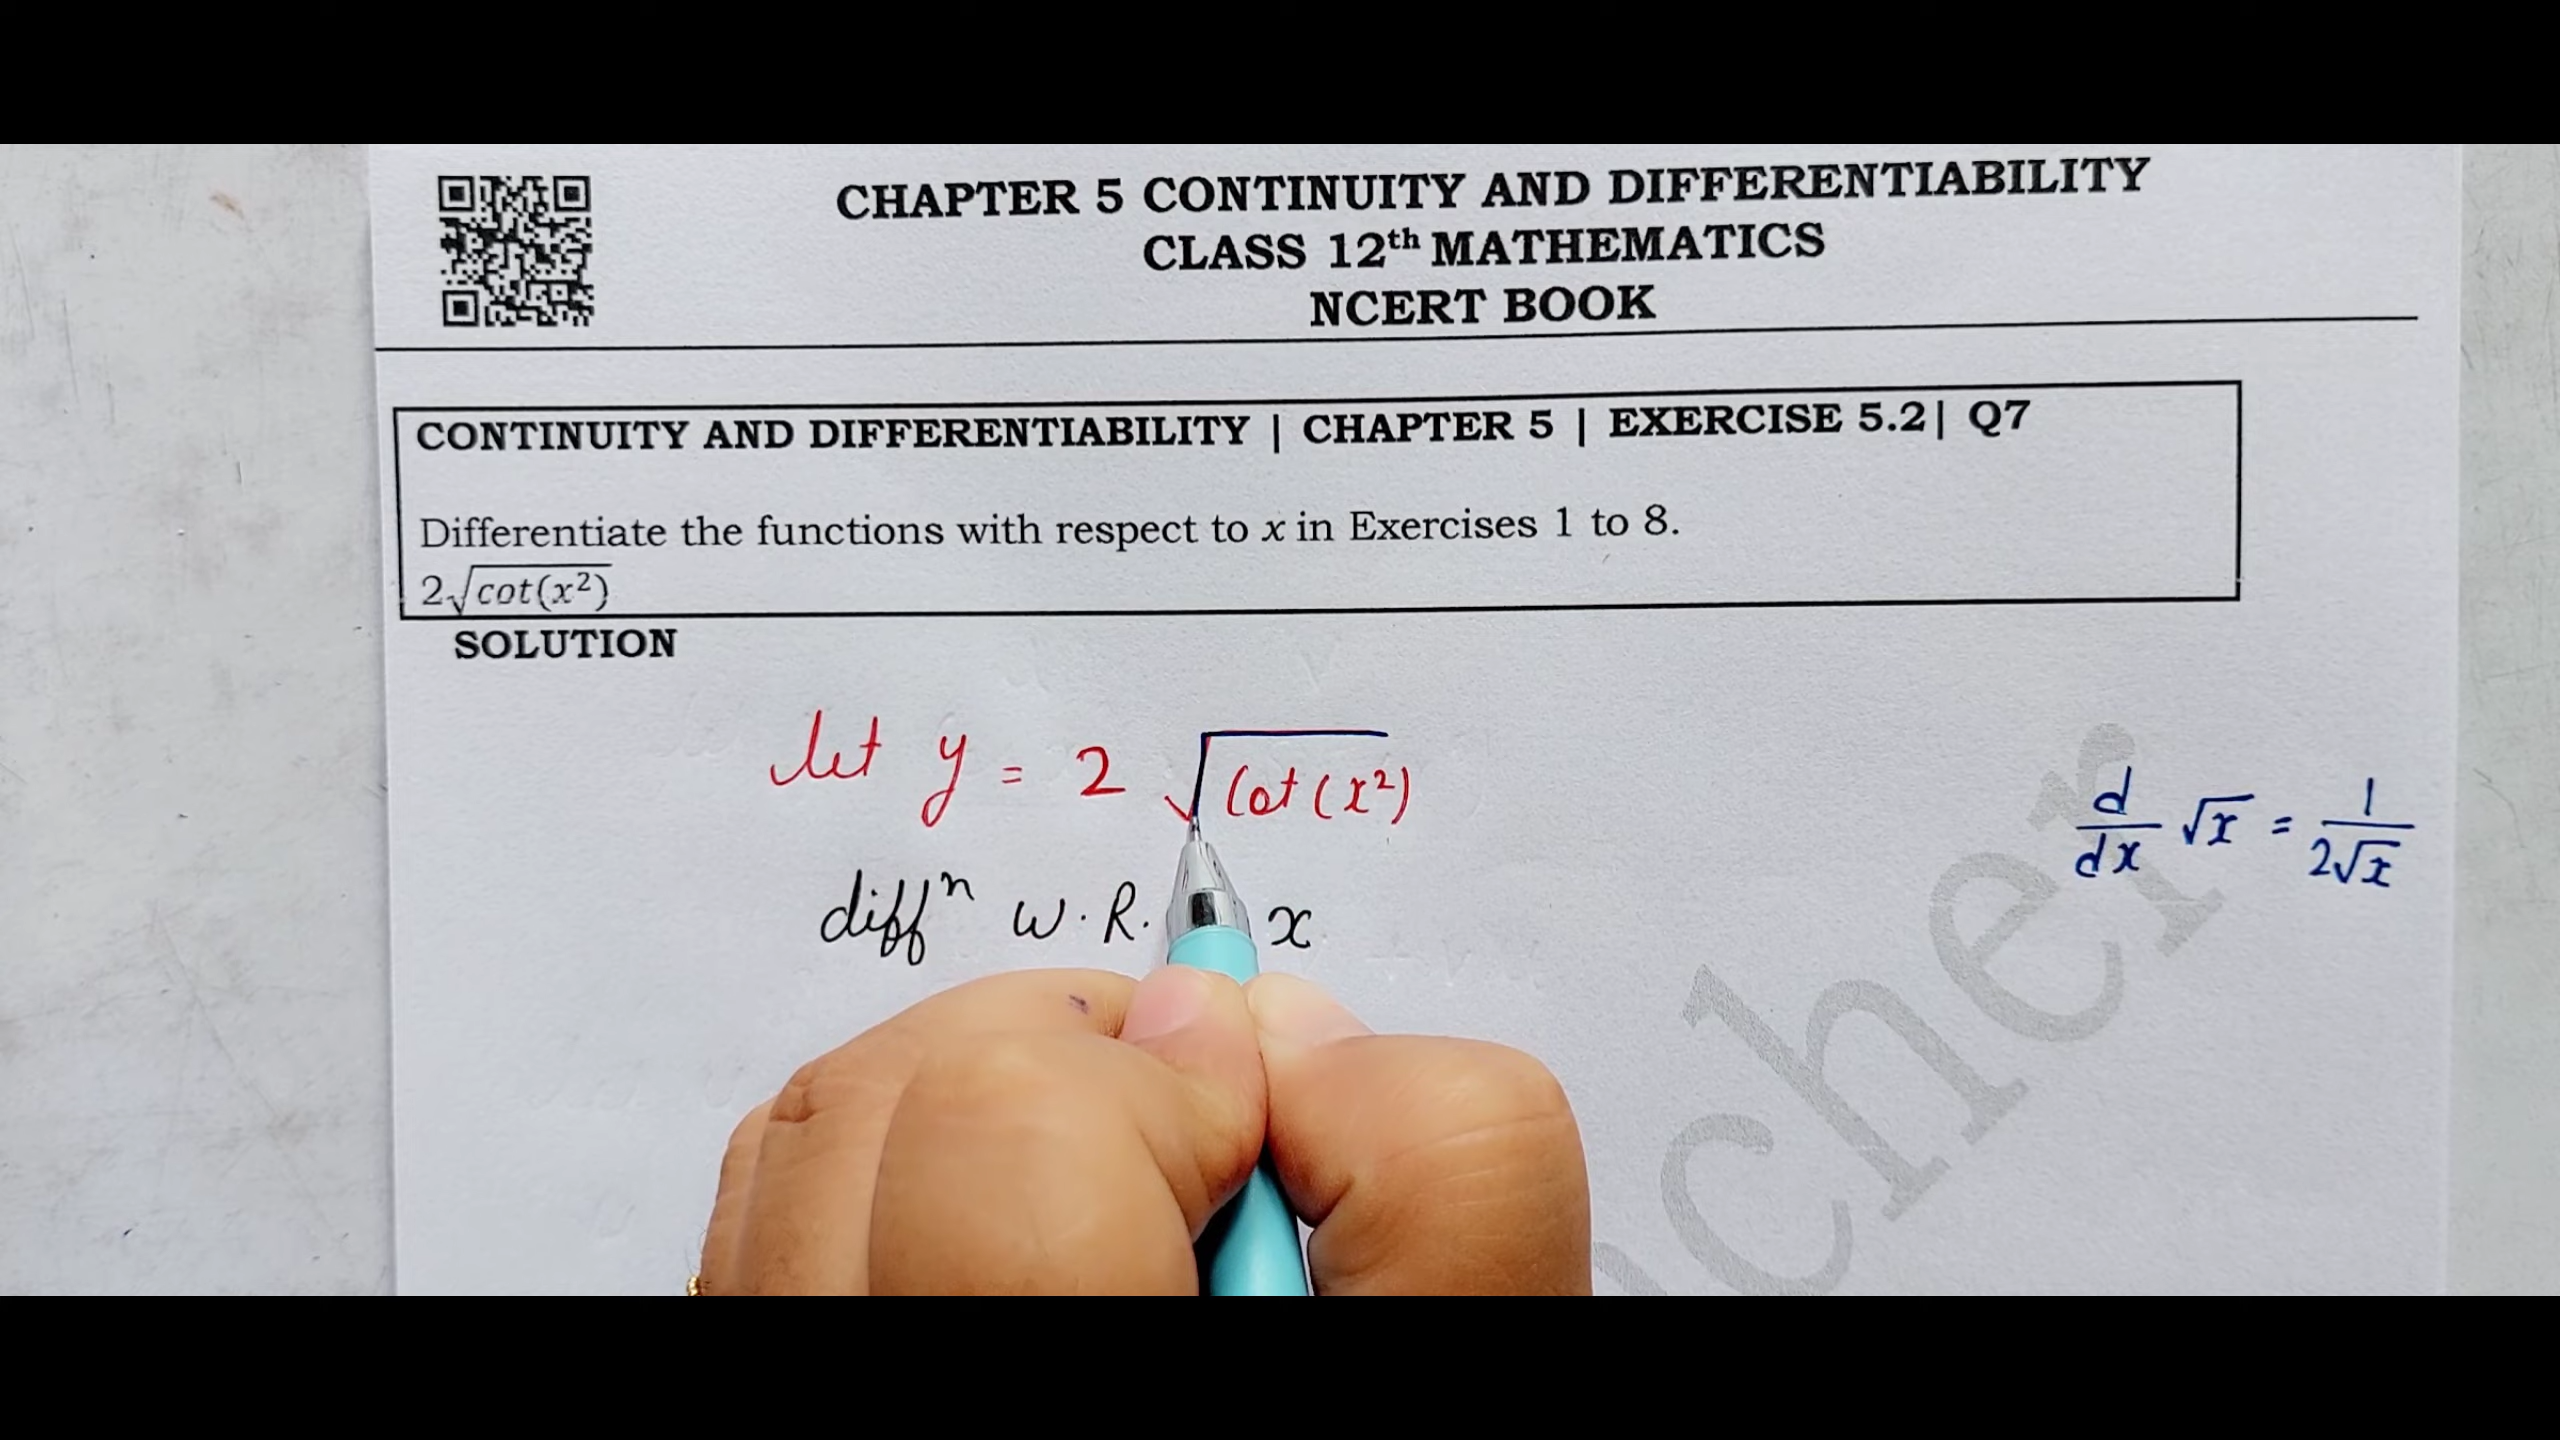 CHAPTER 5 CONTINUITY AND DIFFERENTIABILITY
CLASS 12th MATHEMATICS
NCERT BOOK
CONTINUITY AND DIFFERENTIABILITY | CHAPTER 5 | EXERCISE 5.2| Q7
Differentiate the functions with respect to x in Exercises 1 to 8.
2√cot(x²)
SOLUTION
let y = 2 √Cot (x²)
d/dx √x = 1/2√x
diffⁿ w.R. x